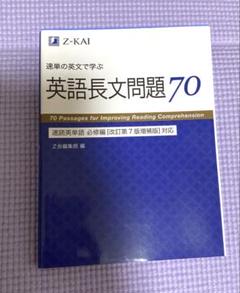 Z-KAI
速単の英文で学ぶ
英語長文問題70
70 Passages for Improving Reading Comprehension
速読英単語 必修編[改訂第7版増補版]対応
Z会編集部 編